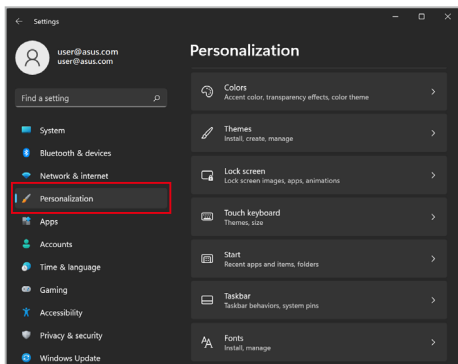 Settings
user@asus.com
user@asus.com
Find a setting
System
Bluetooth & devices
Network & internet
Personalization
Apps
Accounts
Time & language
Gaming
Accessibility
Privacy & security
Windows Update
Personalization
Colors
Accent color, transparency effects, color theme
Themes
Install, create, manage
Lock screen
Lock screen images, apps, animations
Touch keyboard
Themes, size
Start
Recent apps and items, folders
Taskbar
Taskbar behaviors, system pins
Fonts
Install, manage